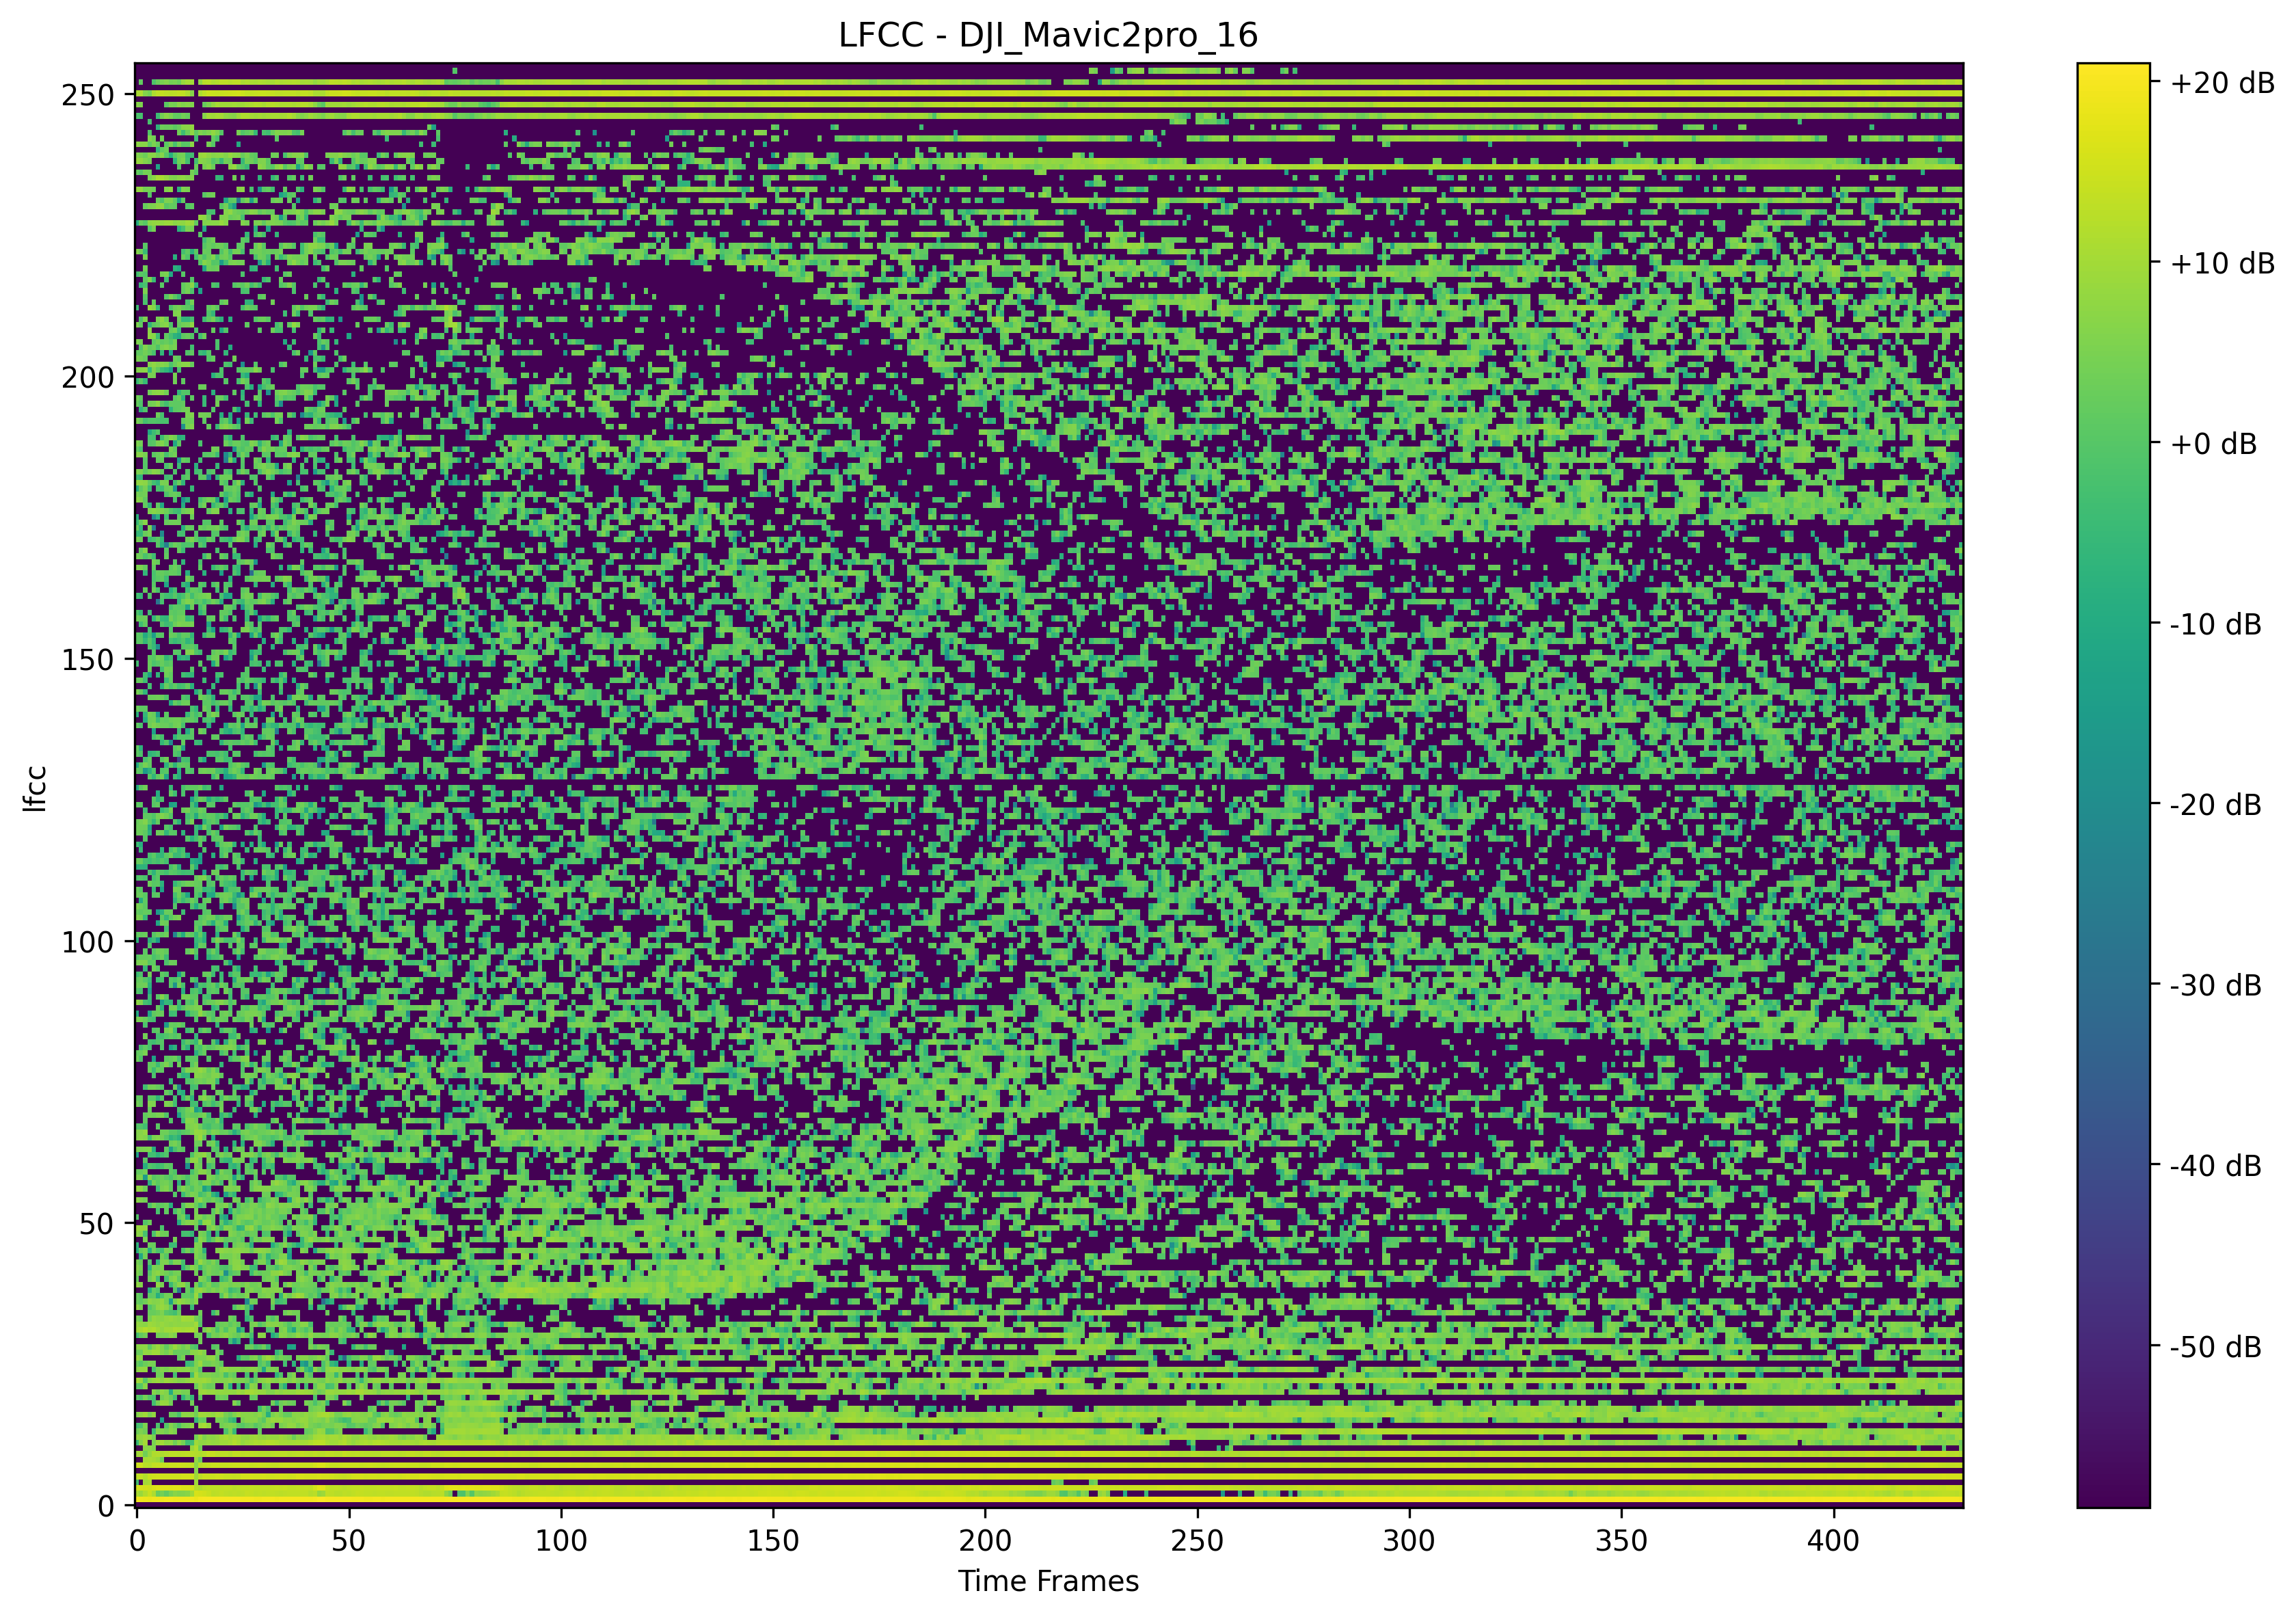 LFCC - DJI_Mavic2pro_16
250
200
150
100
50
0
lfcc
0 50 100 150 200 250 300 350 400
Time Frames
+20 dB
+10 dB
+0 dB
-10 dB
-20 dB
-30 dB
-40 dB
-50 dB